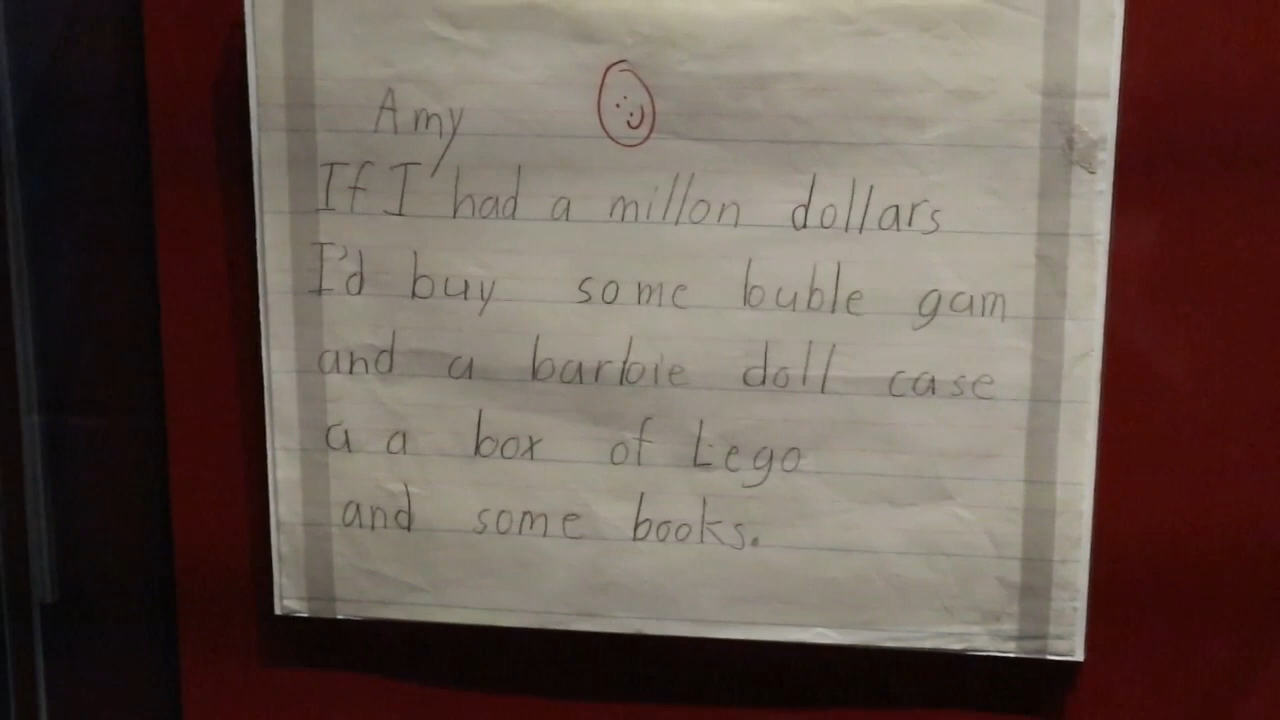 Amy
If I had a millon dollars
I'd buy some buble gam
and a barbie doll case
a a box of Lego
and some books.